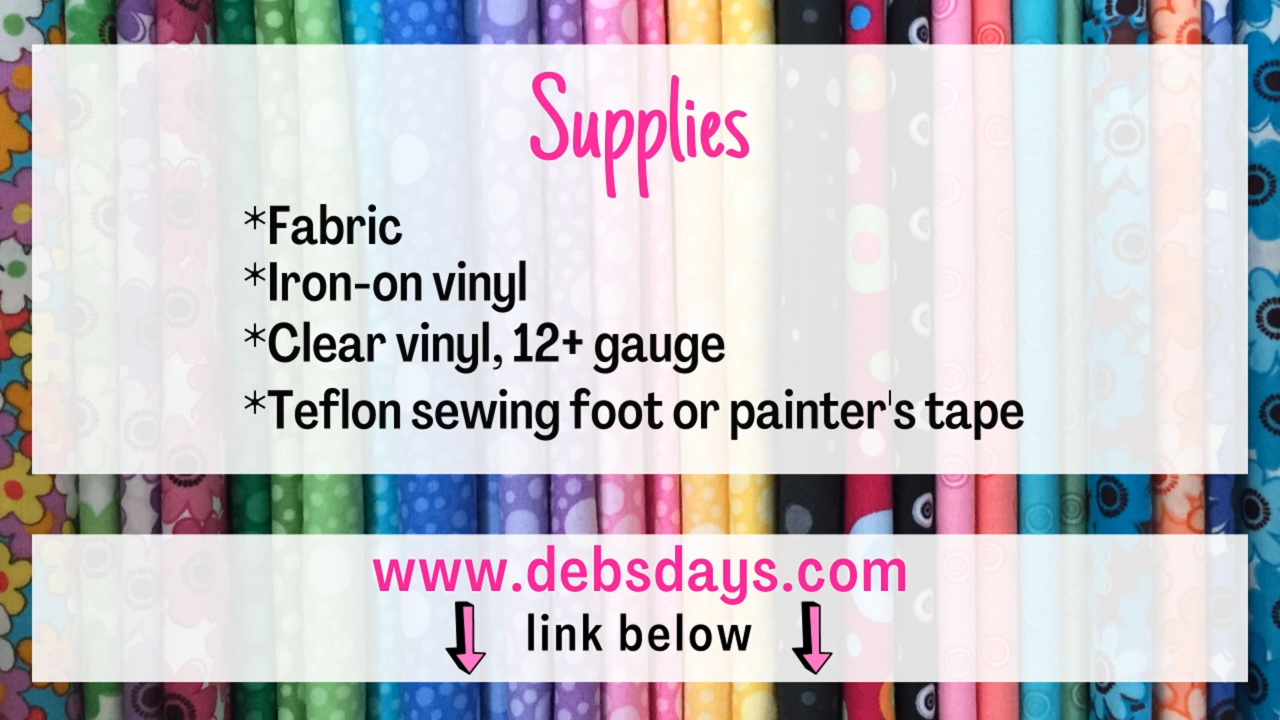 Supplies
*Fabric
*Iron-on vinyl
*Clear vinyl, 12+ gauge
*Teflon sewing foot or painter's tape
www.debsdays.com
link below